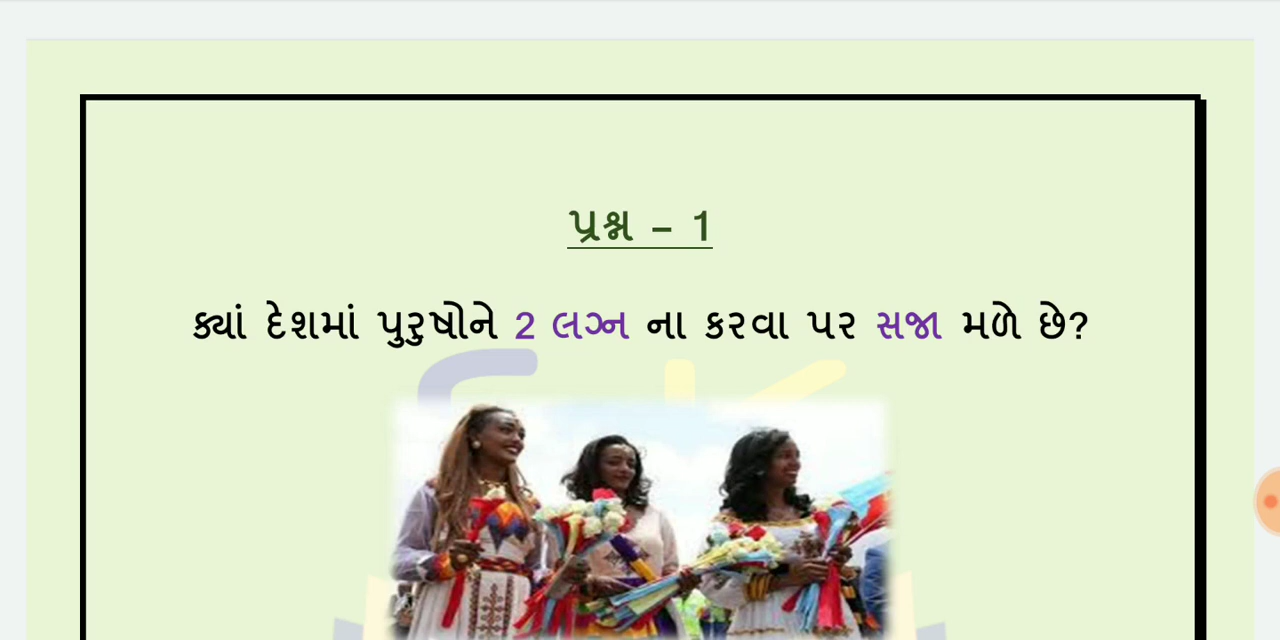 પ્રશ્ન – 1
ક્યાં દેશમાં પુરુષોને 2 લગ્ન ના કરવા પર સજા મળે છે?